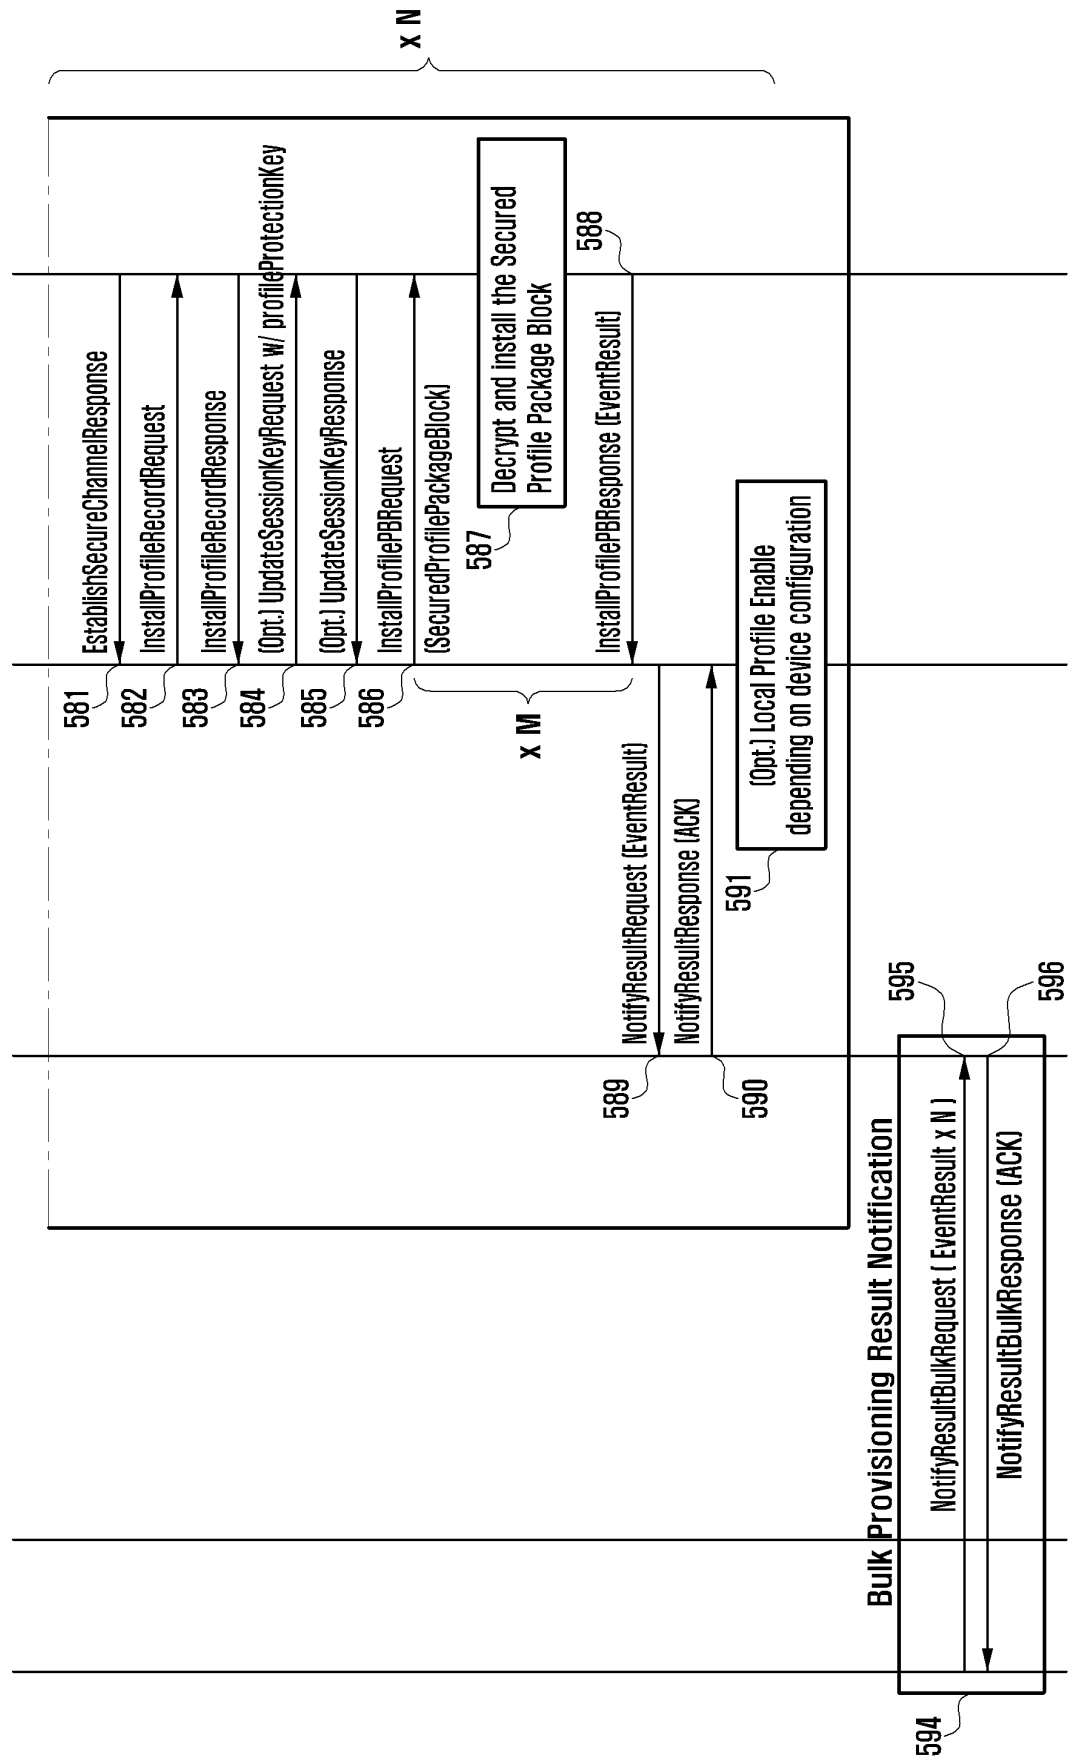 x N
581
EstablishSecureChannelResponse
582
InstallProfileRecordRequest
583
InstallProfileRecordResponse
584
(Opt.) UpdateSessionKeyRequest w/ profileProtectionKey
585
(Opt.) UpdateSessionKeyResponse
586
InstallProfilePBRequest
(SecuredProfilePackageBlock)
x M
587
Decrypt and install the Secured
Profile Package Block
588
InstallProfilePBResponse (EventResult)
589
NotifyResultRequest (EventResult)
590
NotifyResultResponse (ACK)
591
(Opt.) Local Profile Enable
depending on device configuration
Bulk Provisioning Result Notification
594
595
NotifyResultBulkRequest ( EventResult x N )
596
NotifyResultBulkResponse (ACK)